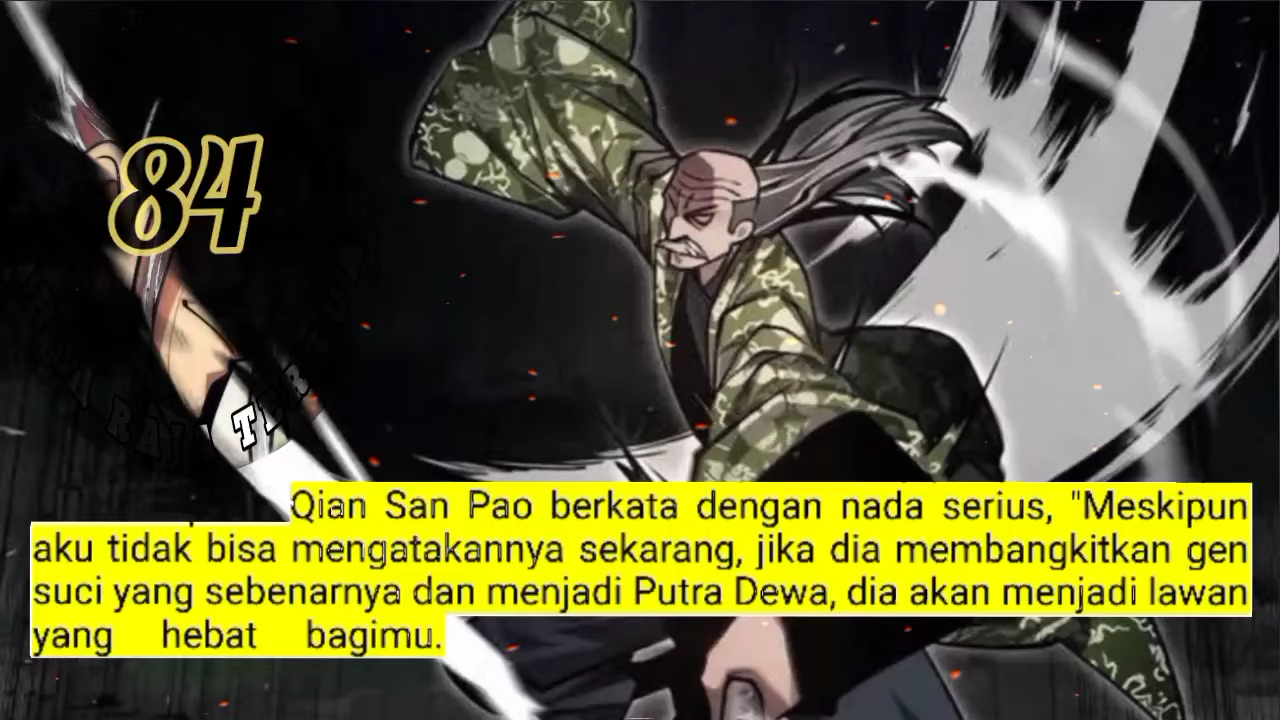 84
TER
Qian San Pao berkata dengan nada serius, "Meskipun
aku tidak bisa mengatakannya sekarang, jika dia membangkitkan gen
suci yang sebenarnya dan menjadi Putra Dewa, dia akan menjadi lawan
yang hebat bagimu.